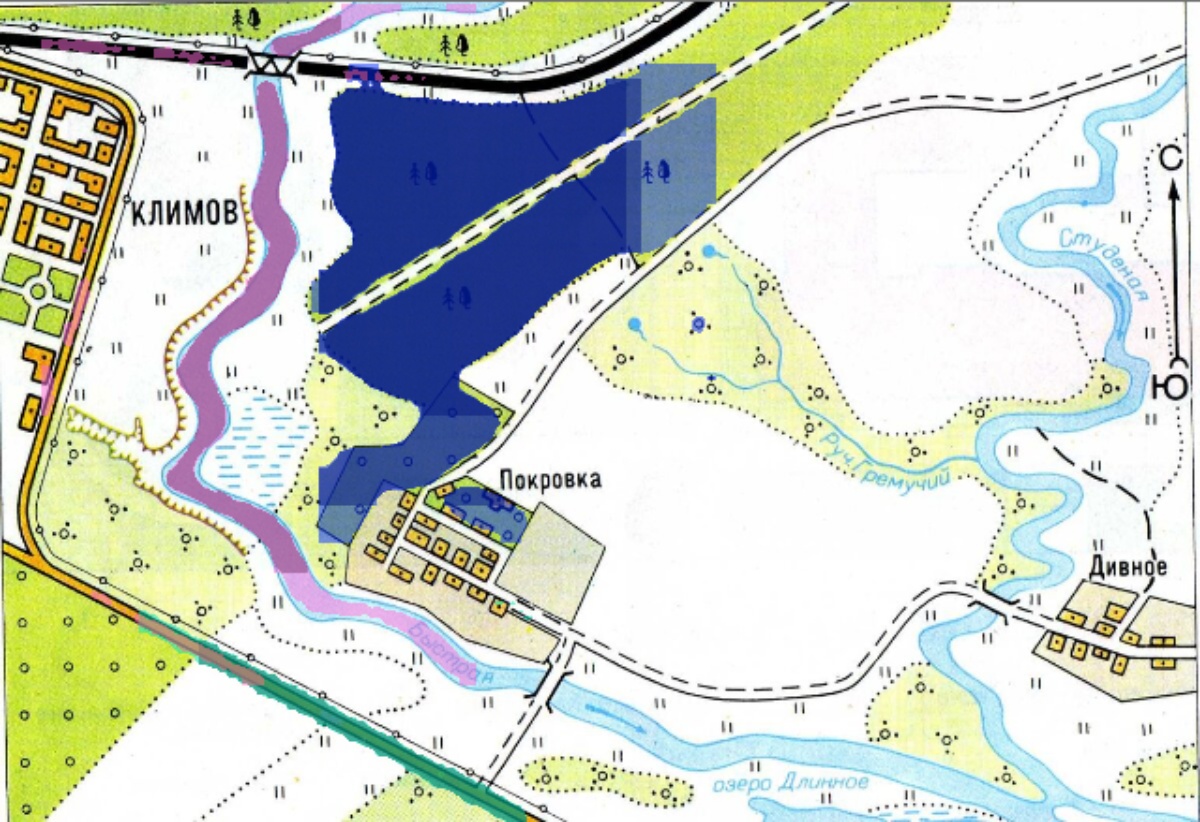 С
КЛИМОВ
Студеная
Ю
Руч. Гремучий
Покровка
Дивное
Быстрая
озеро Длинное